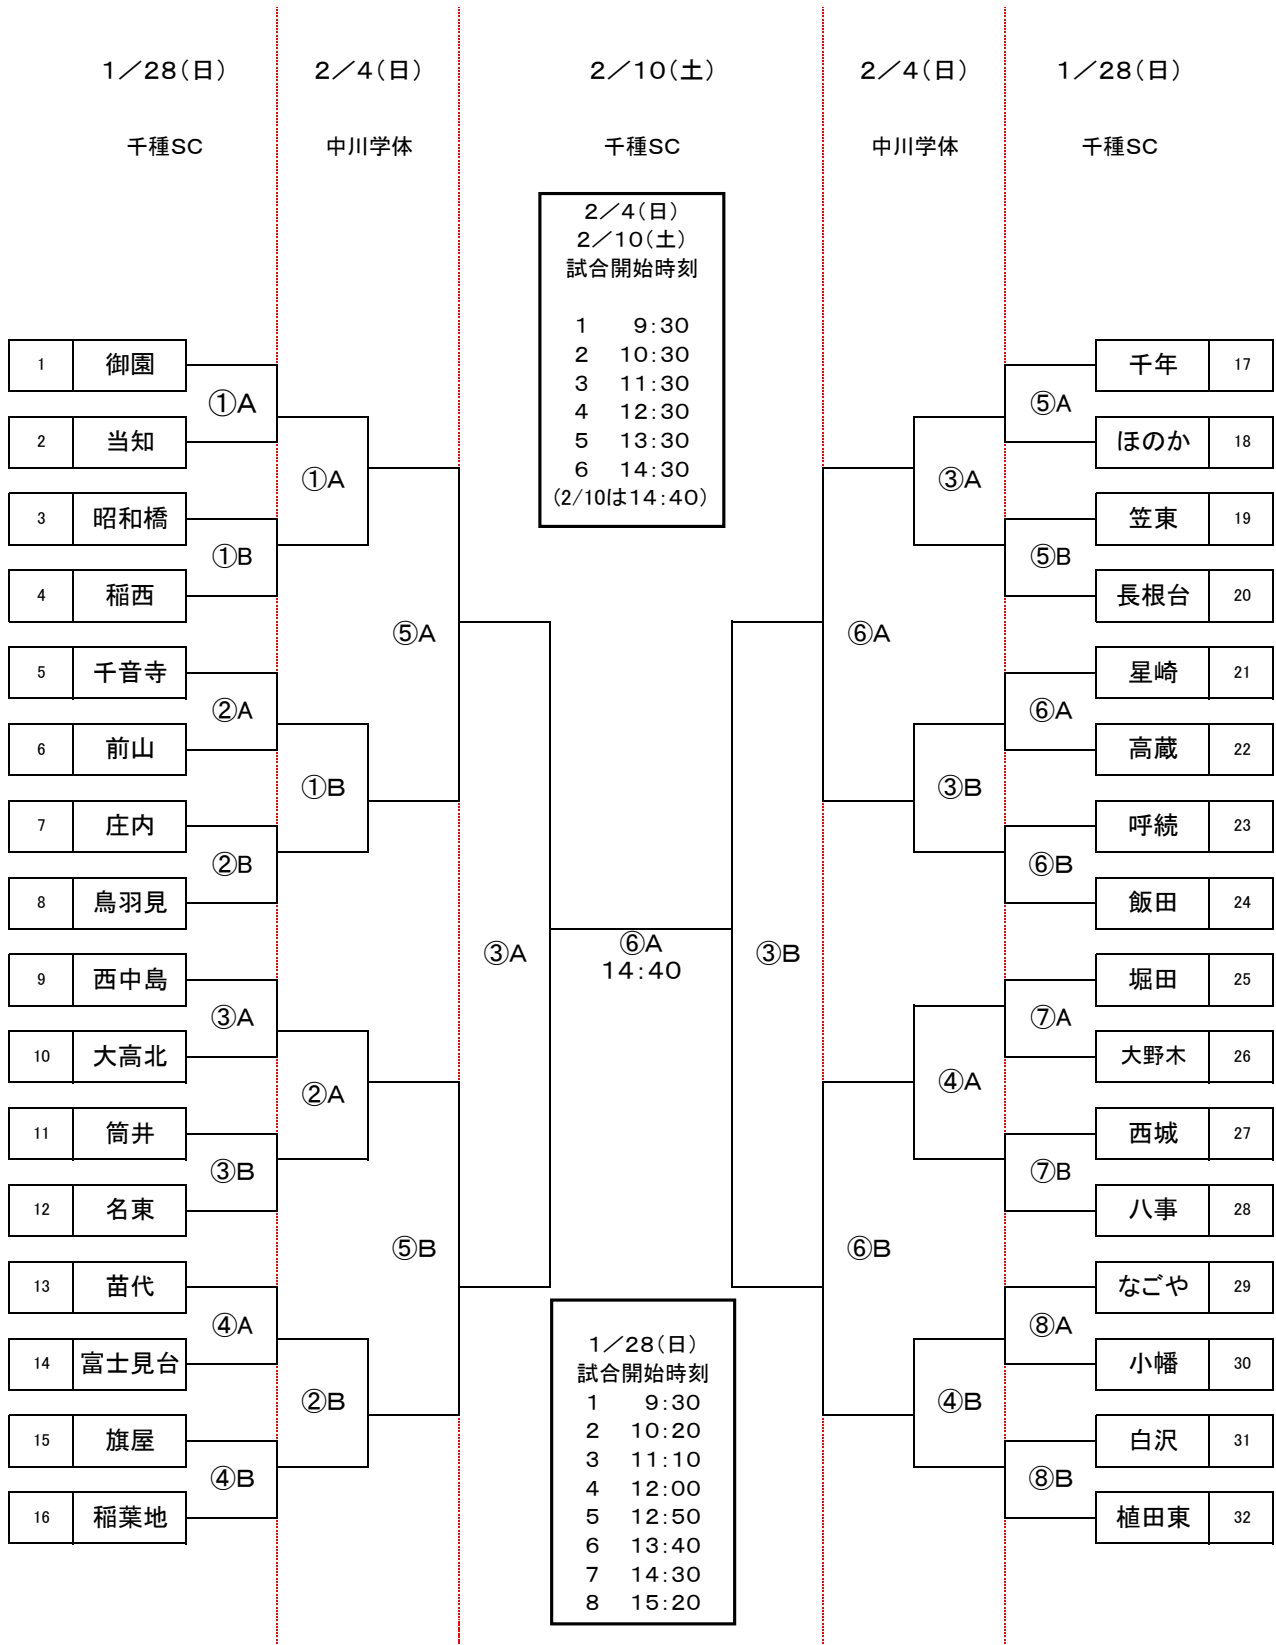 1／28（日）
2／4（日）
2／10（土）
2／4（日）
1／28（日）
千種SC
中川学体
千種SC
中川学体
千種SC
2／4（日）
2／10（土）
試合開始時刻
1 9：30
2 10：30
3 11：30
4 12：30
5 13：30
6 14：30
（2/10は14：40）
1 御園
2 当知
3 昭和橋
4 稲西
5 千音寺
6 前山
7 庄内
8 鳥羽見
9 西中島
10 大高北
11 筒井
12 名東
13 苗代
14 富士見台
15 旗屋
16 稲葉地
①A
①B
②A
②B
③A
③B
④A
④B
①A
①B
②A
②B
⑤A
⑤B
③A
⑥A
14：40
③B
⑥A
⑥B
③A
③B
④A
④B
⑤A
⑤B
⑥A
⑥B
⑦A
⑦B
⑧A
⑧B
千年 17
ほのか 18
笠東 19
長根台 20
星崎 21
高蔵 22
呼続 23
飯田 24
堀田 25
大野木 26
西城 27
八事 28
なごや 29
小幡 30
白沢 31
植田東 32
1／28（日）
試合開始時刻
1 9：30
2 10：20
3 11：10
4 12：00
5 12：50
6 13：40
7 14：30
8 15：20